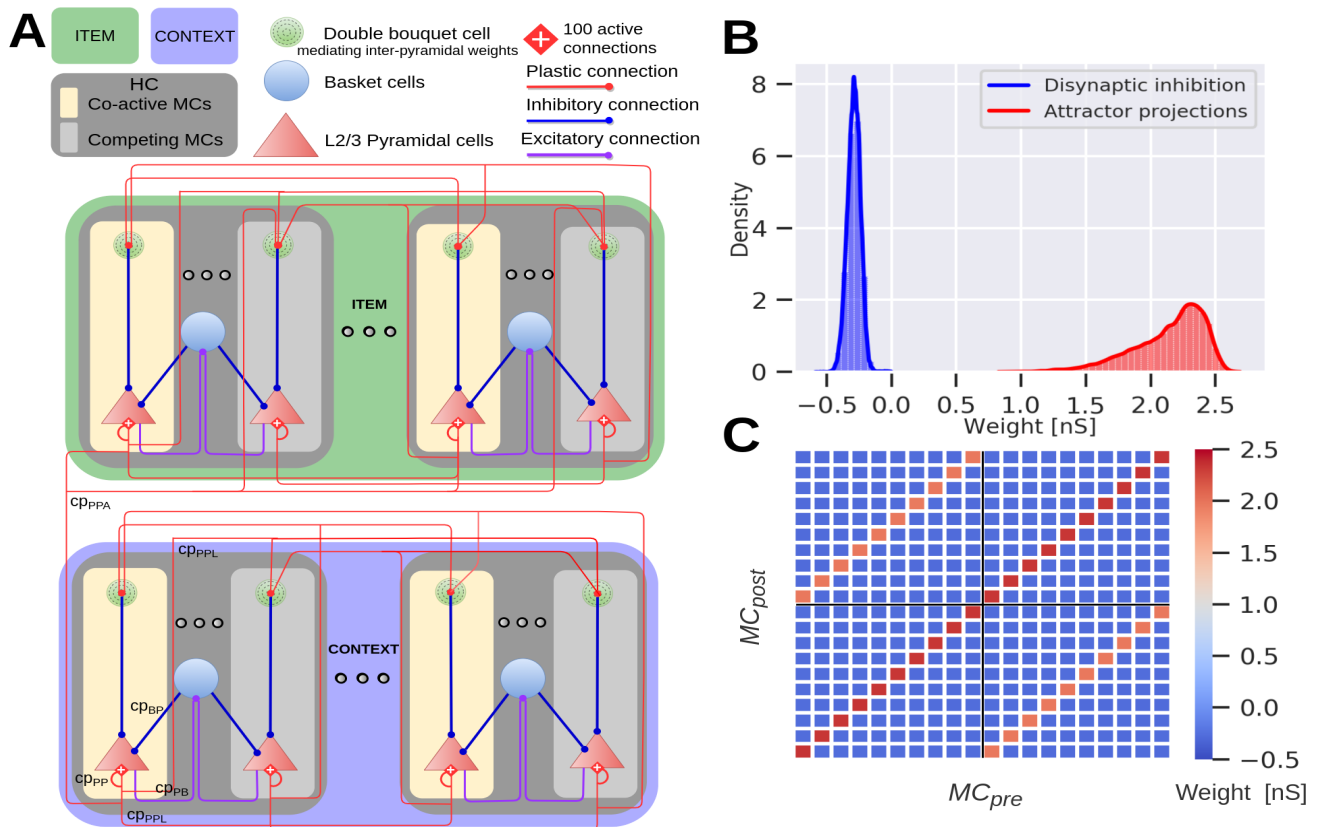 A
ITEM
CONTEXT
HC
Co-active MCs
Competing MCs
Double bouquet cell
mediating inter-pyramidal weights
Basket cells
L2/3 Pyramidal cells
100 active
connections
Plastic connection
Inhibitory connection
Excitatory connection
ITEM
cpPPA
cpPPL
CONTEXT
cpBP
cpPP
cpPB
cpPPL
B
Density
8
6
4
2
0
Disynaptic inhibition
Attractor projections
−0.5 0.0 0.5 1.0 1.5 2.0 2.5
Weight [nS]
C
MCpost
MCpre
2.5
2.0
1.5
1.0
0.5
0.0
−0.5
Weight [nS]